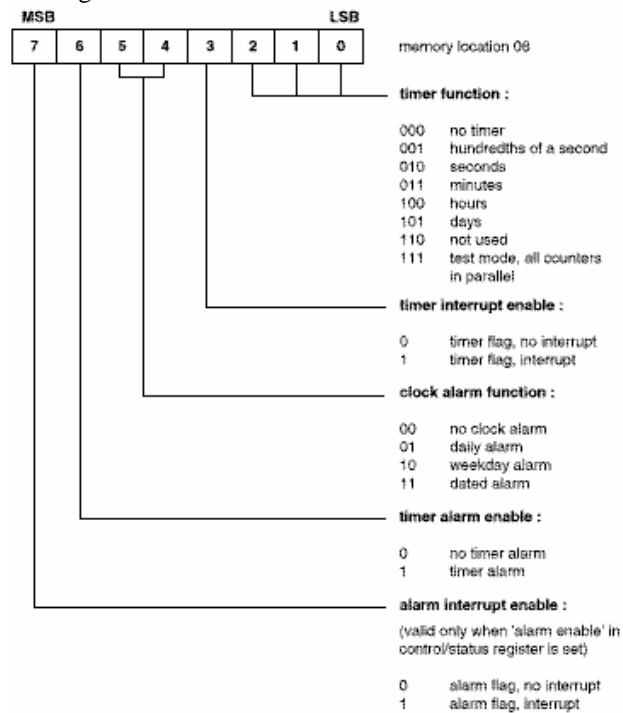 MSB LSB
7 6 5 4 3 2 1 0 memory location 06
timer function :
000 no timer
001 hundredths of a second
010 seconds
011 minutes
100 hours
101 days
110 not used
111 test mode, all counters
in parallel
timer interrupt enable :
0 timer flag, no interrupt
1 timer flag, interrupt
clock alarm function :
00 no clock alarm
01 daily alarm
10 weekday alarm
11 dated alarm
timer alarm enable :
0 no timer alarm
1 timer alarm
alarm interrupt enable :
(valid only when 'alarm enable' in
control/status register is set)
0 alarm flag, no interrupt
1 alarm flag, interrupt